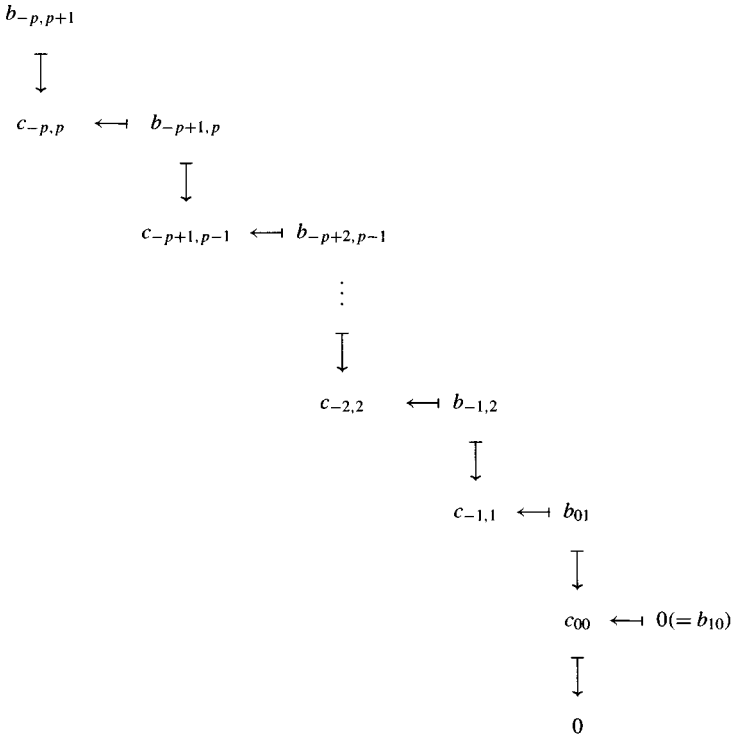 b_{-p,p+1}
c_{-p,p} ⟵ b_{-p+1,p}
c_{-p+1,p-1} ⟵ b_{-p+2,p-1}
⋮
c_{-2,2} ⟵ b_{-1,2}
c_{-1,1} ⟵ b_{01}
c_{00} ⟵ 0(= b_{10})
0